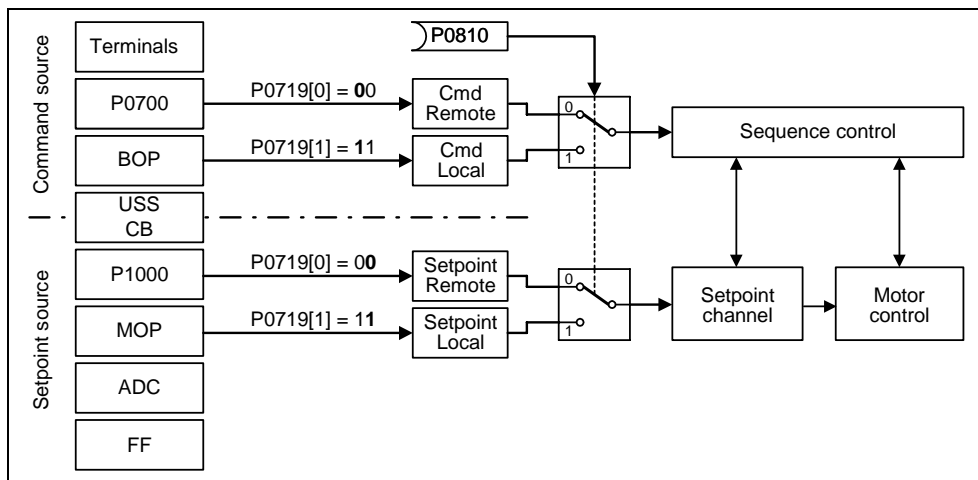 Command source
Terminals
P0810
P0700
P0719[0] = 00
Cmd
Remote
0
1
Sequence control
BOP
P0719[1] = 11
Cmd
Local
USS
CB
Setpoint source
P1000
P0719[0] = 00
Setpoint
Remote
0
1
Setpoint
channel
Motor
control
MOP
P0719[1] = 11
Setpoint
Local
ADC
FF